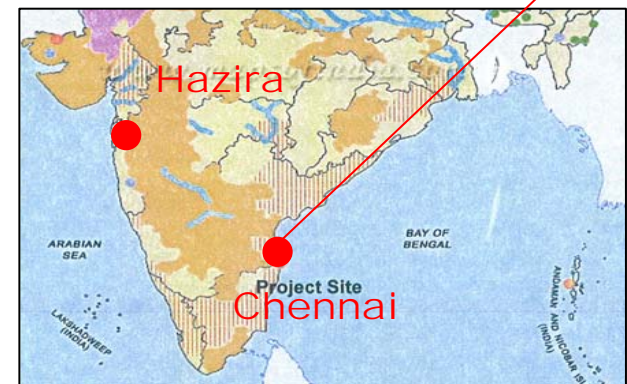 Hazira
ARABIAN
SEA
BAY OF
BENGAL
Project Site
Chennai
LAKSHADWEEP
(INDIA)
ANDAMAN AND NICOBAR
(INDIA)